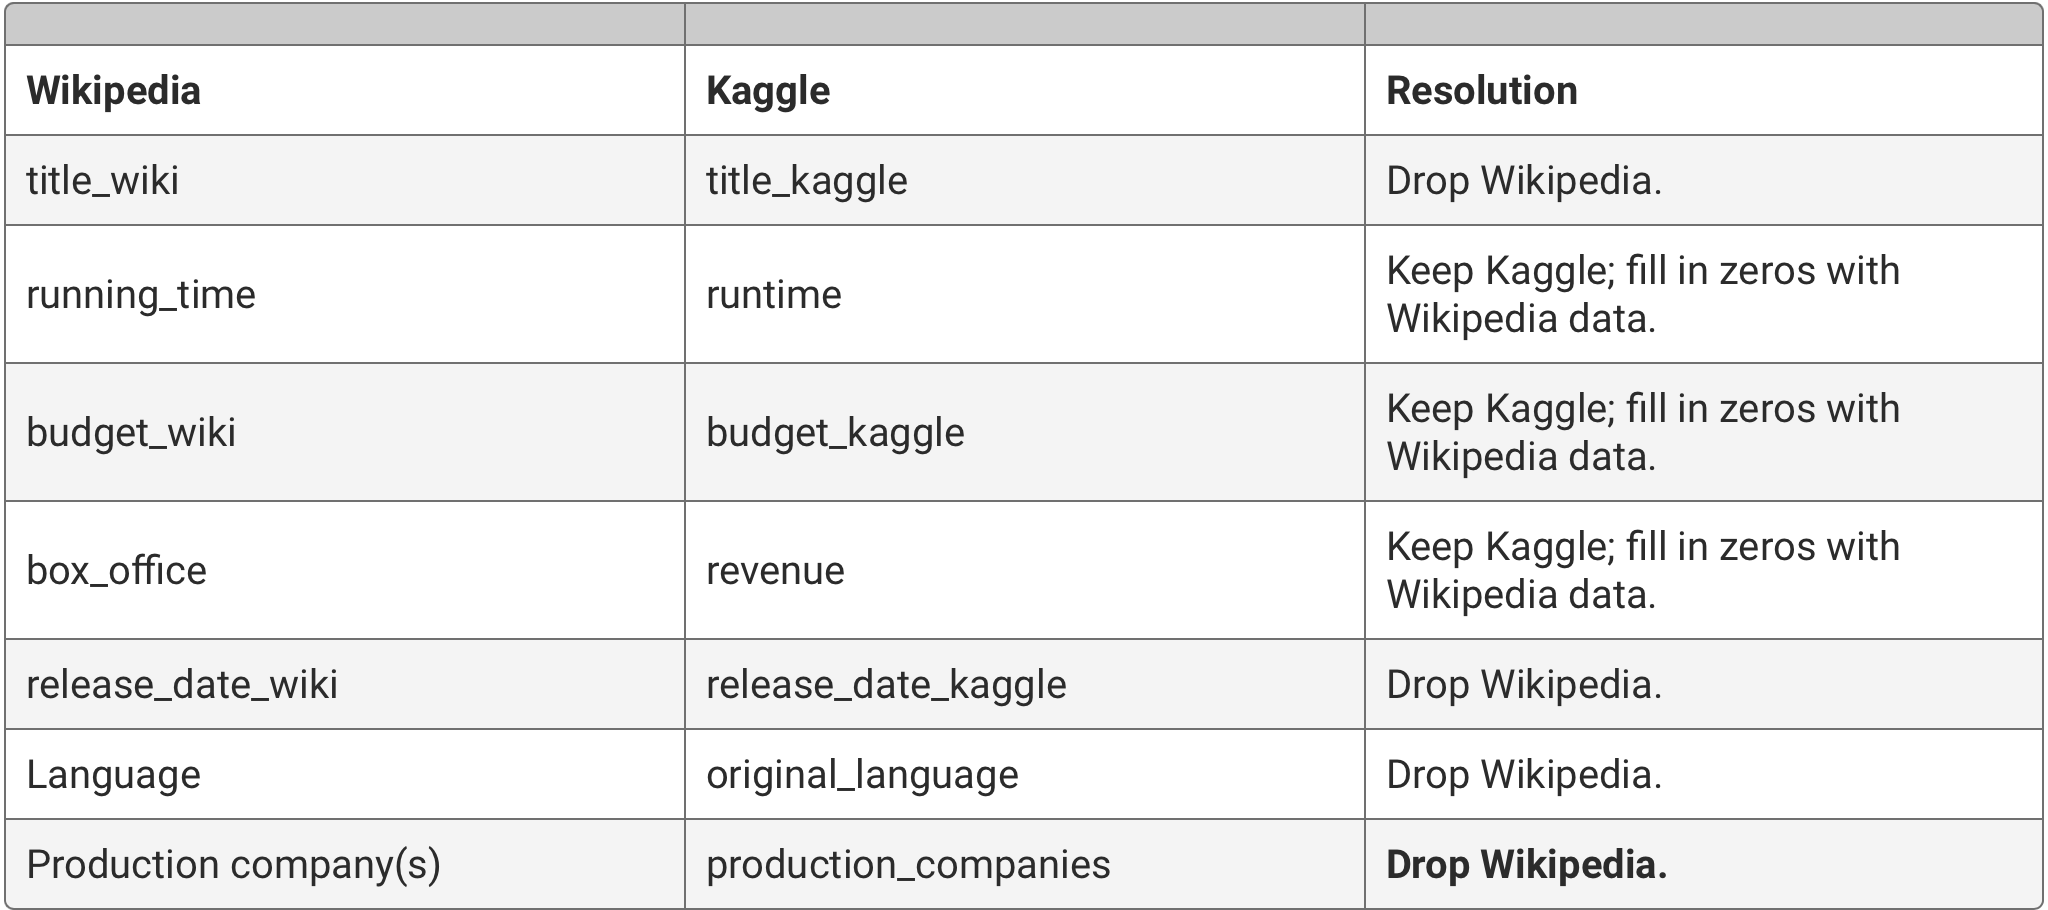 Wikipedia Kaggle Resolution
title_wiki title_kaggle Drop Wikipedia.
running_time runtime Keep Kaggle; fill in zeros with
Wikipedia data.
budget_wiki budget_kaggle Keep Kaggle; fill in zeros with
Wikipedia data.
box_office revenue Keep Kaggle; fill in zeros with
Wikipedia data.
release_date_wiki release_date_kaggle Drop Wikipedia.
Language original_language Drop Wikipedia.
Production company(s) production_companies Drop Wikipedia.